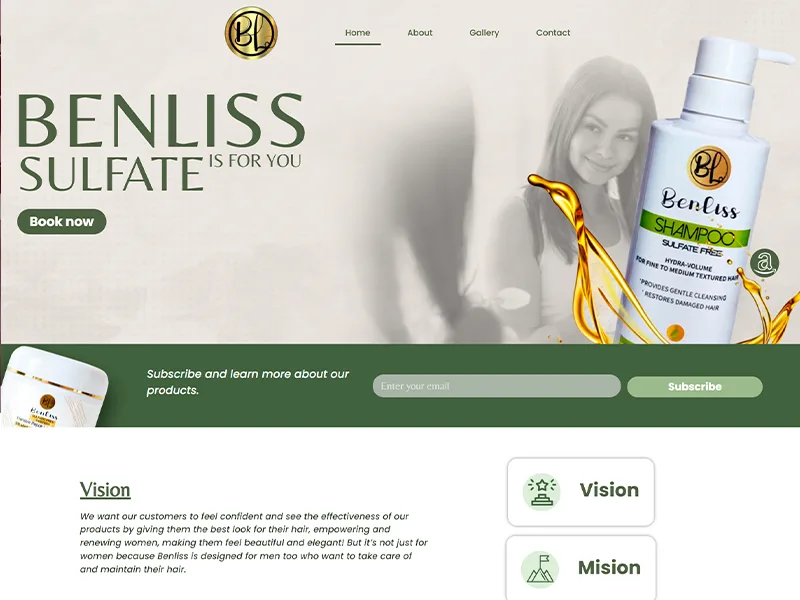 BL
Home About Gallery Contact
BENLISS
SULFATE IS FOR YOU
Book now
BL
Benliss
SHAMPOO
SULFATE FREE
HYDRA-VOLUME
FOR FINE TO MEDIUM TEXTURED HAIR
*PROVIDES GENTLE CLEANSING
* RESTORES DAMAGED HAIR
a
Benliss
Subscribe and learn more about our
products.
Enter your email
Subscribe
Vision
We want our customers to feel confident and see the effectiveness of our
products by giving them the best look for their hair, empowering and
renewing women, making them feel beautiful and elegant! But it's not just for
women because Benliss is designed for men too who want to take care of
and maintain their hair.
Vision
Mision